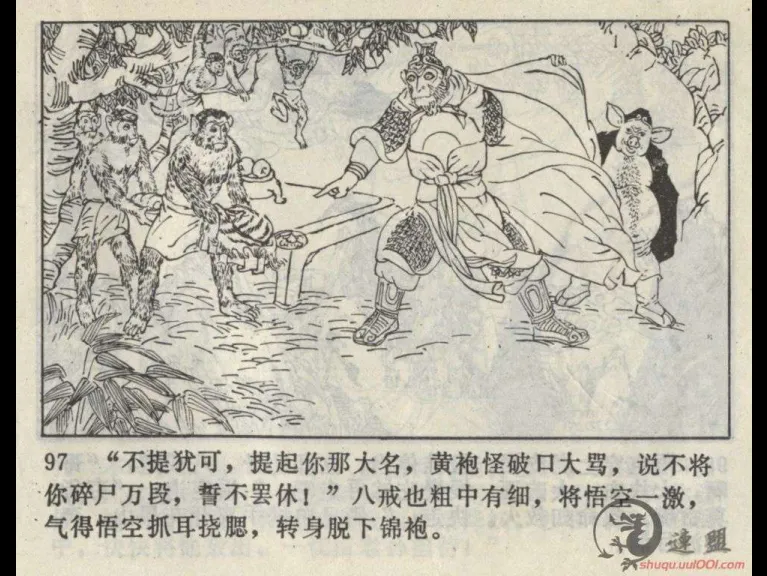 97 “不提犹可，提起你那大名，黄袍怪破口大骂，说不将
你碎尸万段，誓不罢休！”八戒也粗中有细，将悟空一激，
气得悟空抓耳挠腮，转身脱下锦袍。
連盟
shuqu.uul001.com